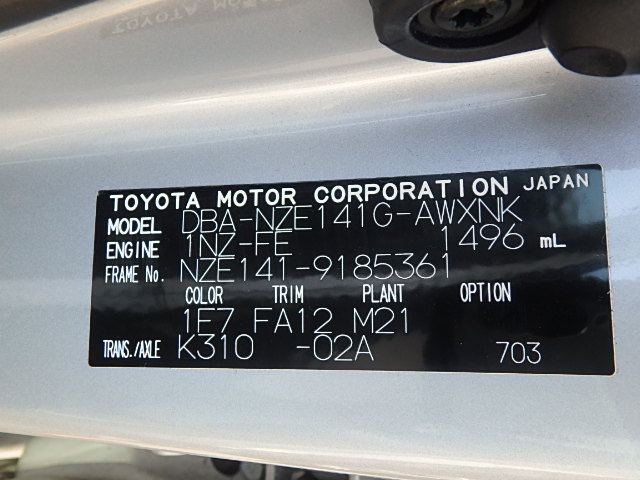 TOYOTA MOTOR CORPORATION JAPAN
MODEL DBA-NZE141G-AWXNK
ENGINE 1NZ-FE 1496 mL
FRAME No. NZE141-9185361
COLOR TRIM PLANT OPTION
1E7 FA12 M21
TRANS./AXLE K310 -02A 703